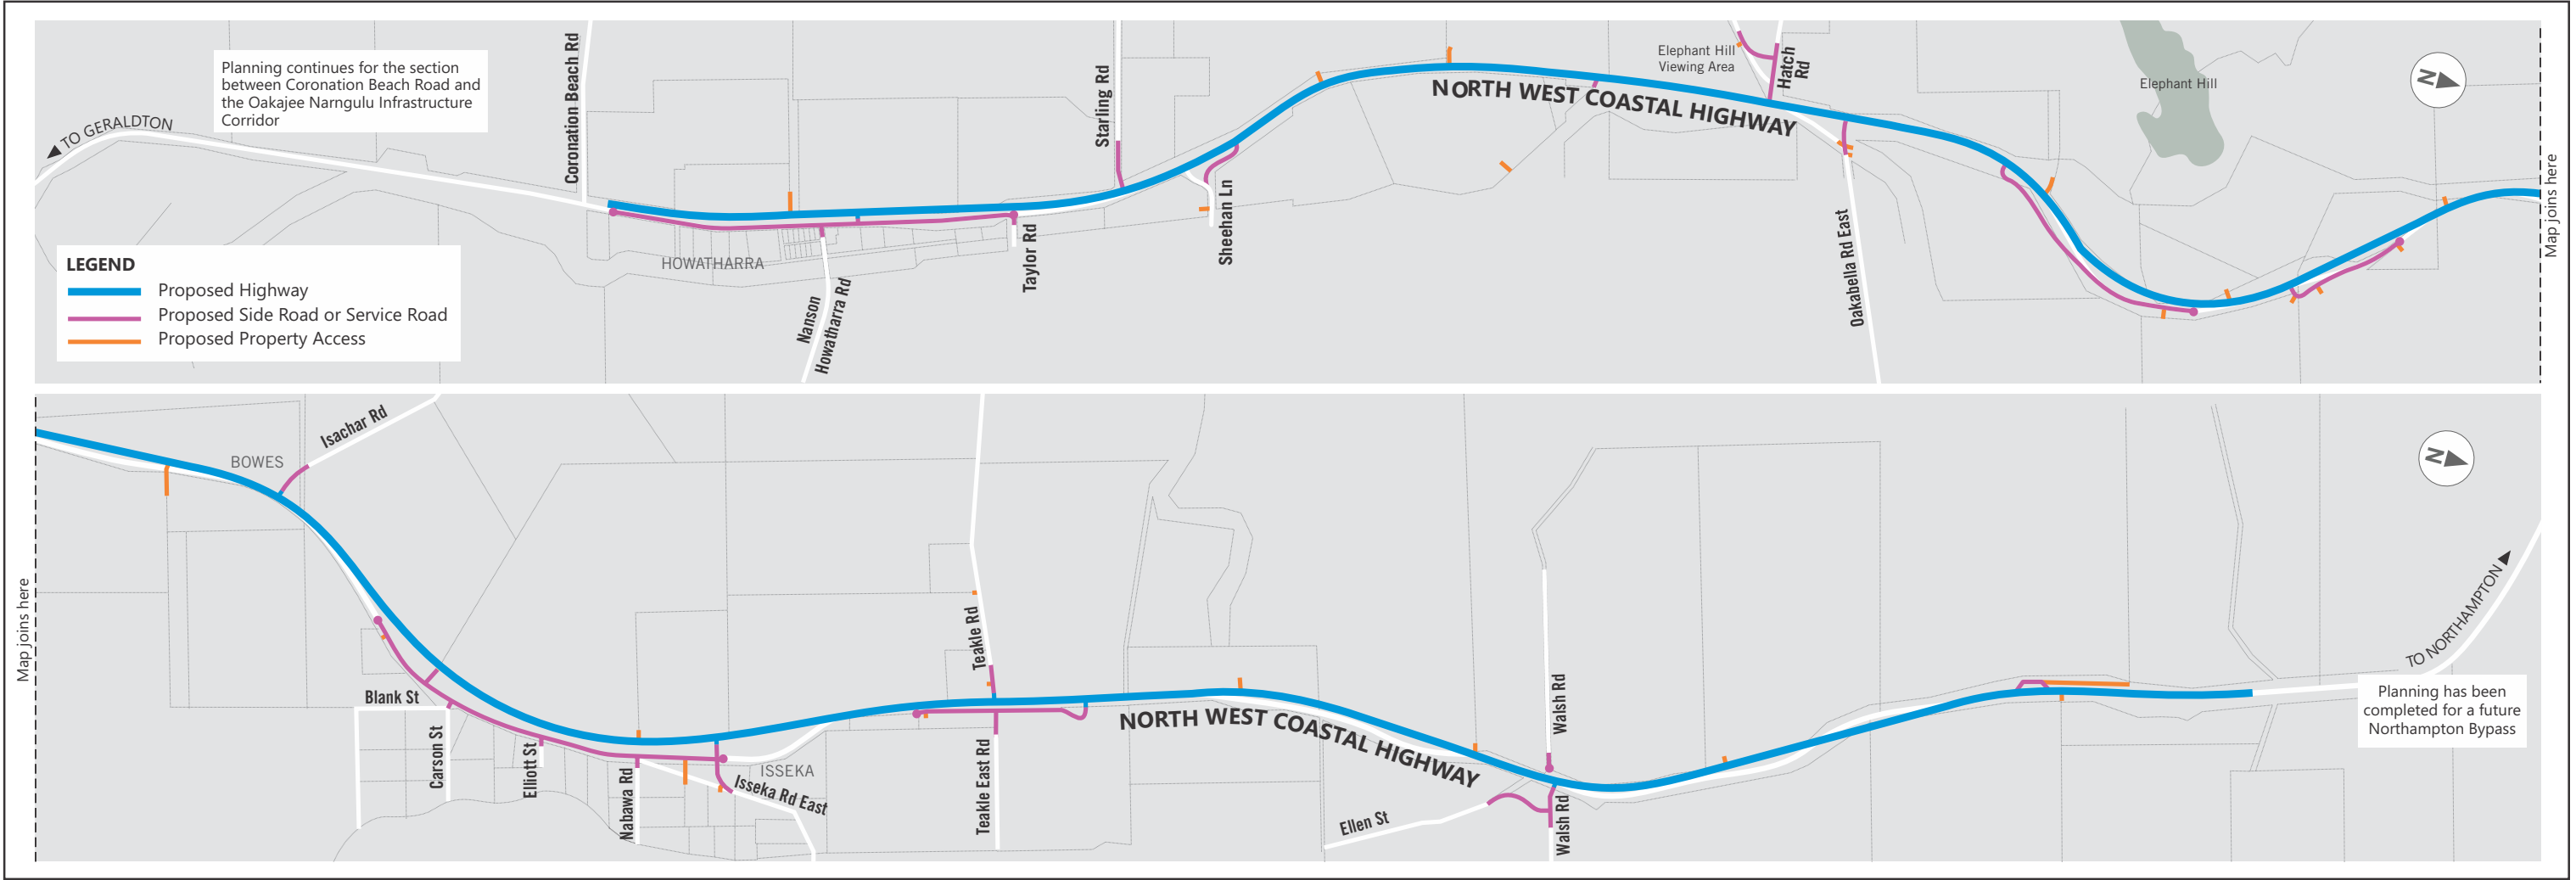 Planning continues for the section
between Coronation Beach Road and
the Oakajee Narngulu Infrastructure
Corridor
TO GERALDTON
Coronation Beach Rd
Starling Rd
Elephant Hill
Viewing Area
Hatch
Rd
Elephant Hill
N
NORTH WEST COASTAL HIGHWAY
Map joins here
HOWATHARRA
Nanson
Howatharra Rd
Taylor Rd
Sheehan Ln
Oakabella Rd East
LEGEND
Proposed Highway
Proposed Side Road or Service Road
Proposed Property Access
Map joins here
BOWES
Isachar Rd
N
Blank St
Carson St
Elliott St
Nabawa Rd
ISSEKA
Isseka Rd East
Teakle Rd
Teakle East Rd
NORTH WEST COASTAL HIGHWAY
Ellen St
Walsh Rd
Walsh Rd
TO NORTHAMPTON
Planning has been
completed for a future
Northampton Bypass